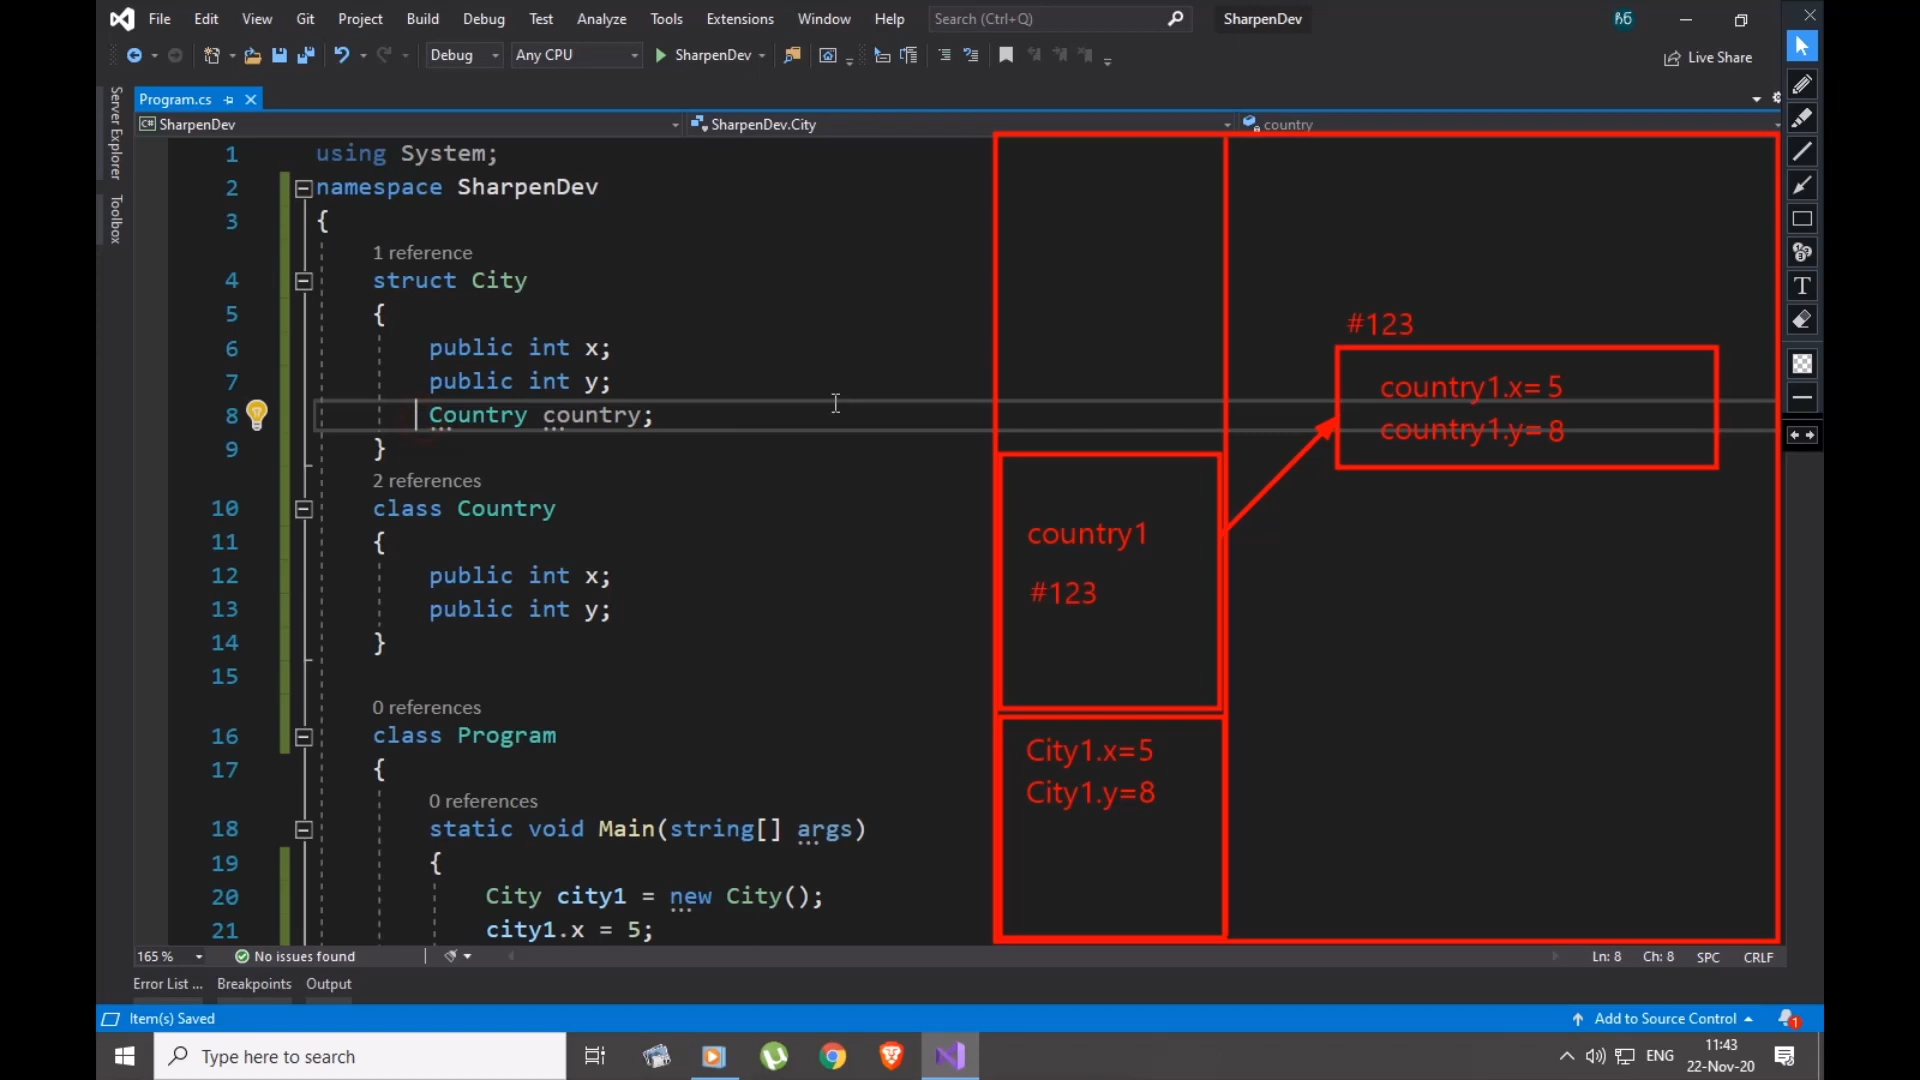 File Edit View Git Project Build Debug Test Analyze Tools Extensions Window Help Search (Ctrl+Q) SharpenDev
Debug Any CPU SharpenDev Live Share
Server Explorer
Toolbox
Program.cs
C# SharpenDev SharpenDev.City country
1 using System;
2 namespace SharpenDev
3 {
1 reference
4 struct City
5 {
6 public int x;
7 public int y;
8 Country country;
9 }
2 references
10 class Country
11 {
12 public int x;
13 public int y;
14 }
15
0 references
16 class Program
17 {
0 references
18 static void Main(string[] args)
19 {
20 City city1 = new City();
21 city1.x = 5;
#123
country1.x= 5
country1.y= 8
country1
#123
City1.x=5
City1.y=8
T
165 % No issues found Ln: 8 Ch: 8 SPC CRLF
Error List ... Breakpoints Output
Item(s) Saved Add to Source Control 1
Type here to search ENG 11:43
22-Nov-20